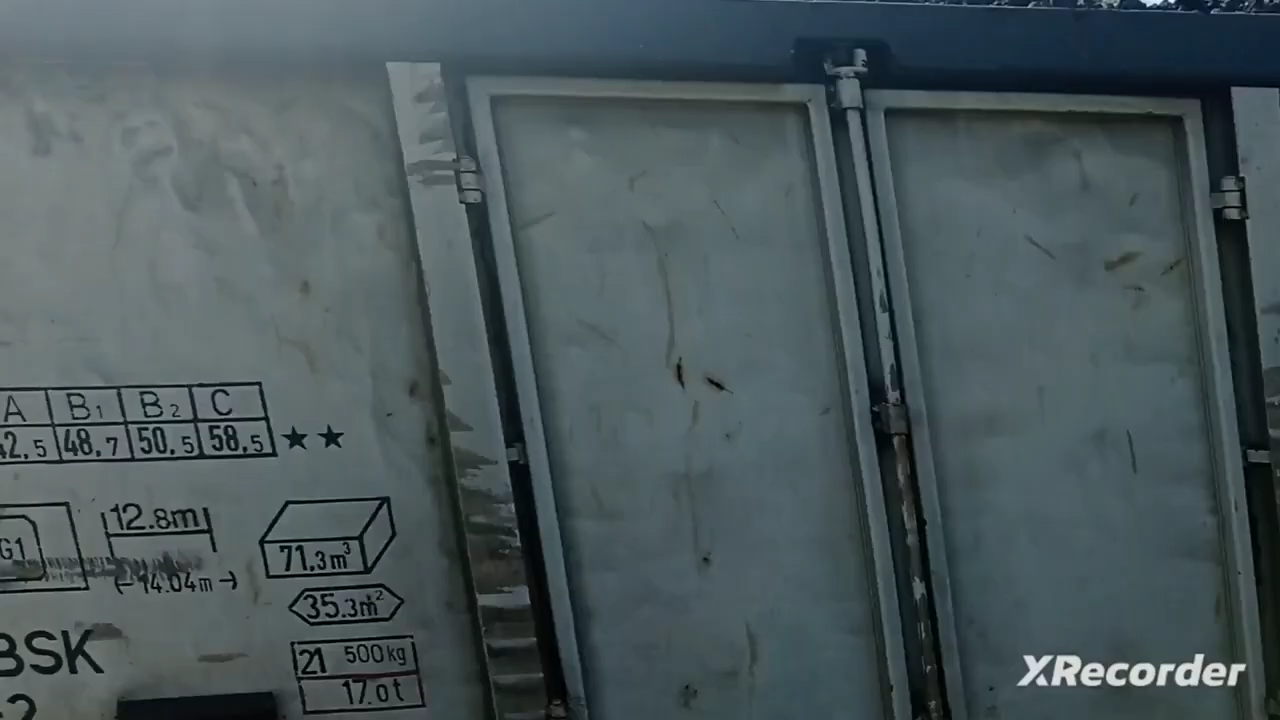 A B1 B2 C
42,5 48,7 50,5 58,5 ★★
12.8m
G1
14.04m
71,3m³
35.3m²
BSK
21 500kg
17.0t
XRecorder